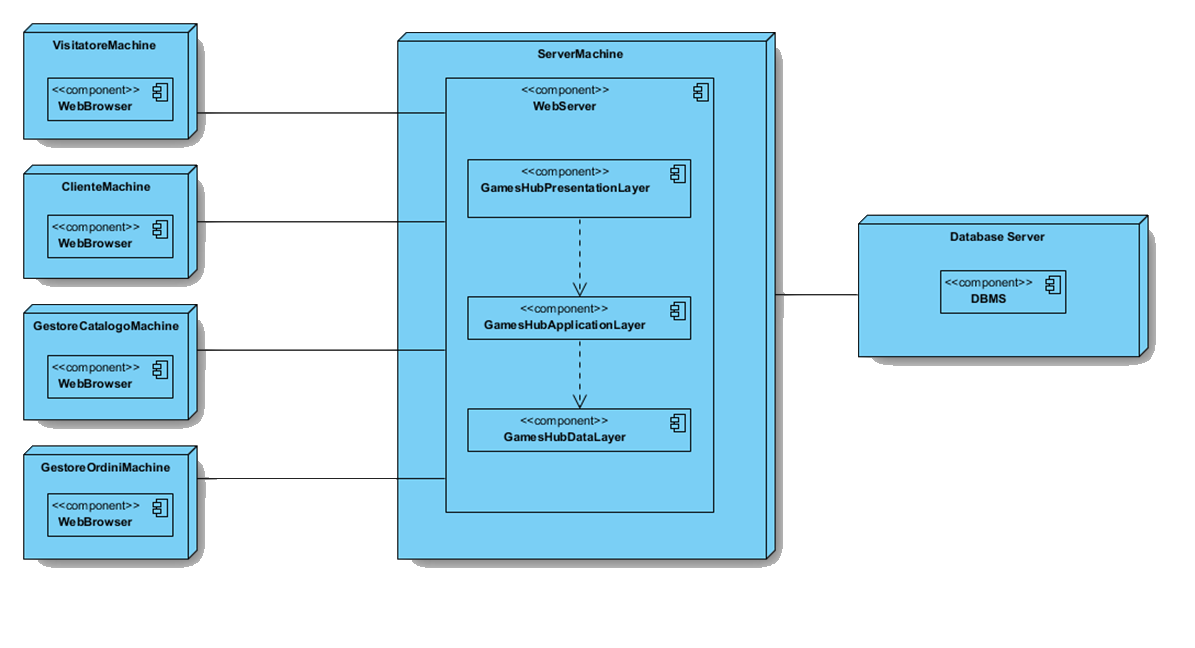 VisitatoreMachine
<<component>>
WebBrowser
ClienteMachine
<<component>>
WebBrowser
GestoreCatalogoMachine
<<component>>
WebBrowser
GestoreOrdiniMachine
<<component>>
WebBrowser
ServerMachine
<<component>>
WebServer
<<component>>
GamesHubPresentationLayer
<<component>>
GamesHubApplicationLayer
<<component>>
GamesHubDataLayer
Database Server
<<component>>
DBMS